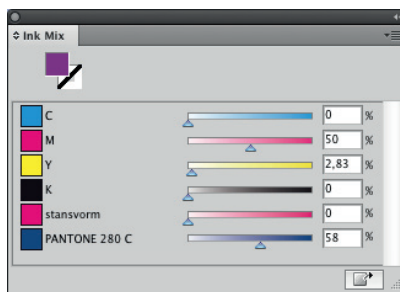 Ink Mix
C 0 %
M 50 %
Y 2,83 %
K 0 %
stansvorm 0 %
PANTONE 280 C 58 %